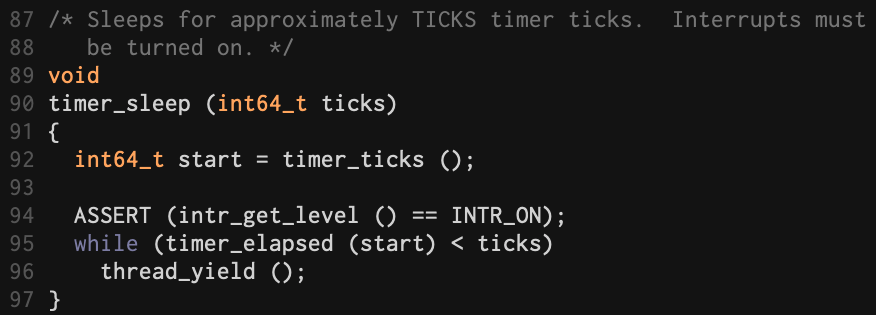 87 /* Sleeps for approximately TICKS timer ticks.  Interrupts must
88    be turned on. */
89 void
90 timer_sleep (int64_t ticks)
91 {
92   int64_t start = timer_ticks ();
93
94   ASSERT (intr_get_level () == INTR_ON);
95   while (timer_elapsed (start) < ticks)
96     thread_yield ();
97 }